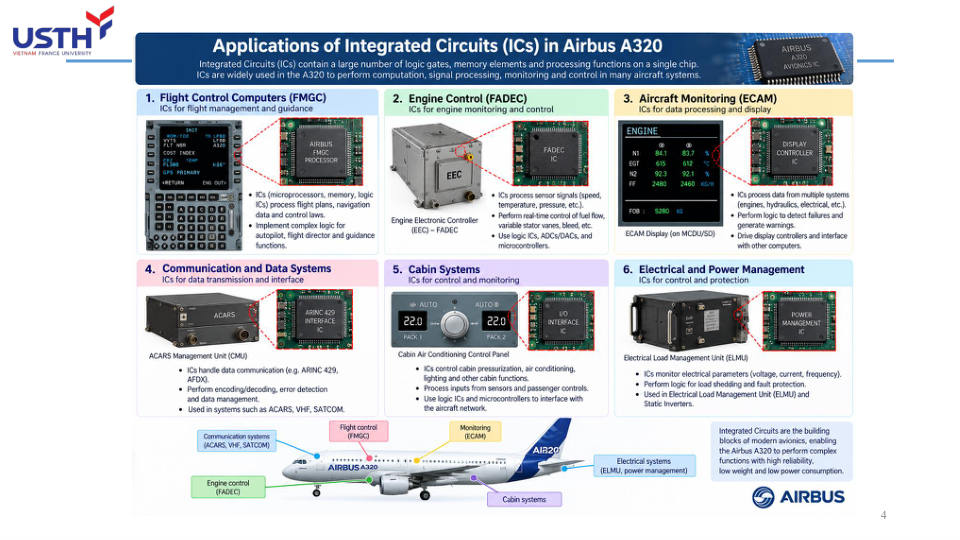 USTH
VIETNAM FRANCE UNIVERSITY
Applications of Integrated Circuits (ICs) in Airbus A320
Integrated Circuits (ICs) contain a large number of logic gates, memory elements and processing functions on a single chip.
ICs are widely used in the A320 to perform computation, signal processing, monitoring and control in many aircraft systems.
AIRBUS
A320
AVIONICS IC
1. Flight Control Computers (FMGC)
ICs for flight management and guidance
INIT
FLT NBR A320
COST INDEX
GPS PRIMARY
←RETURN
AIRBUS
FMGC
PROCESSOR
• ICs (microprocessors, memory, logic
ICs) process flight plans, navigation
data and control laws.
• Implement complex logic for
autopilot, flight director and guidance
functions.
2. Engine Control (FADEC)
ICs for engine monitoring and control
EEC
FADEC
IC
Engine Electronic Controller
(EEC) – FADEC
• ICs process sensor signals (speed,
temperature, pressure, etc.).
• Perform real-time control of fuel flow,
variable stator vanes, bleed, etc.
• Use logic ICs, ADCs/DACs, and
microcontrollers.
3. Aircraft Monitoring (ECAM)
ICs for data processing and display
ENGINE
N1 84.1 83.7 %
EGT 615 612 °C
N2 92.3 92.1 %
FF 2480 2460 KG/H
FOB : 5280 KG
DISPLAY
CONTROLLER
IC
ECAM Display (on MCDU/SD)
• ICs process data from multiple systems
(engines, hydraulics, electrical, etc.).
• Perform logic to detect failures and
generate warnings.
• Drive display controllers and interface
with other computers.
4. Communication and Data Systems
ICs for data transmission and interface
ACARS
ARINC 429
INTERFACE
IC
ACARS Management Unit (CMU)
• ICs handle data communication (e.g. ARINC 429,
AFDX).
• Perform encoding/decoding, error detection
and data management.
• Used in systems such as ACARS, VHF, SATCOM.
5. Cabin Systems
ICs for control and monitoring
AUTO AUTO
22.0 22.0
PACK 1 PACK 2
I/O
INTERFACE
IC
Cabin Air Conditioning Control Panel
• ICs control cabin pressurization, air conditioning,
lighting and other cabin functions.
• Process inputs from sensors and passenger controls.
• Use logic ICs and microcontrollers to interface with
the aircraft network.
6. Electrical and Power Management
ICs for control and protection
POWER
MANAGEMENT
IC
Electrical Load Management Unit (ELMU)
• ICs monitor electrical parameters (voltage, current, frequency).
• Perform logic for load shedding and fault protection.
• Used in Electrical Load Management Unit (ELMU) and
Static Inverters.
Communication systems
(ACARS, VHF, SATCOM)
Flight control
(FMGC)
Monitoring
(ECAM)
A320
AIRBUS A320
Engine control
(FADEC)
Cabin systems
Electrical systems
(ELMU, power management)
Integrated Circuits are the building
blocks of modern avionics, enabling
the Airbus A320 to perform complex
functions with high reliability,
low weight and low power consumption.
AIRBUS
4